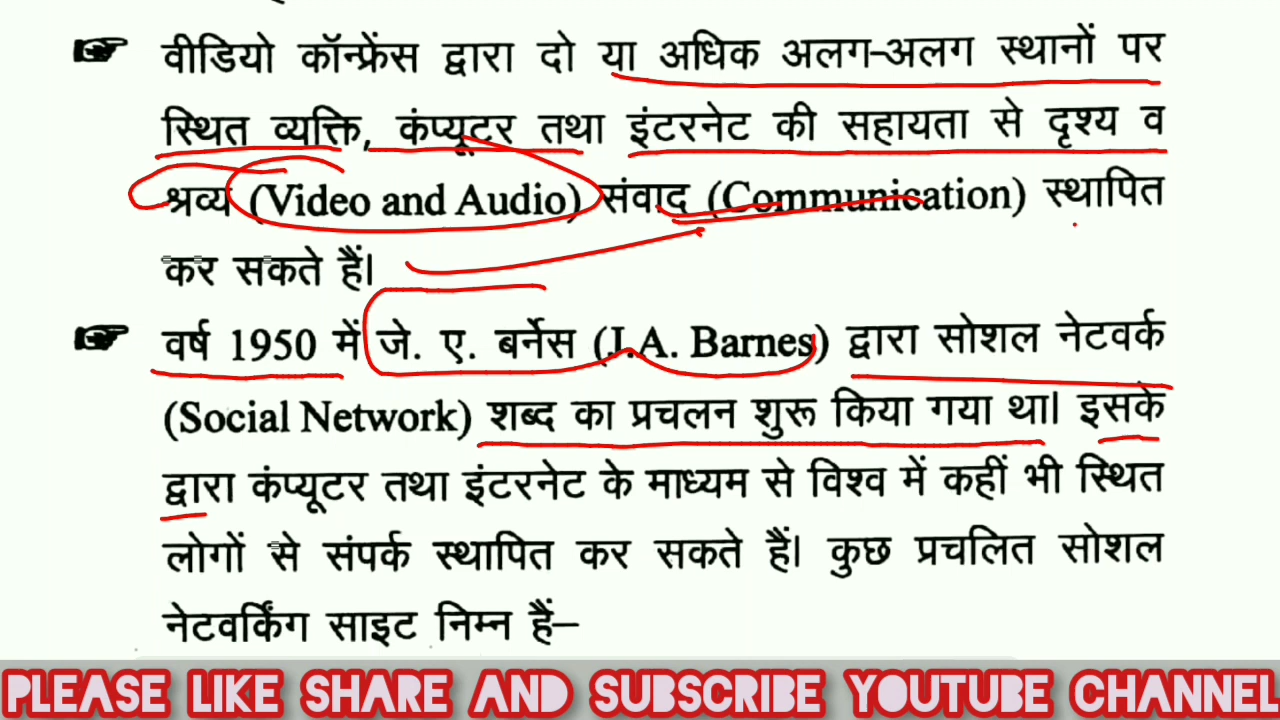 वीडियो कॉन्फ्रेंस द्वारा दो या अधिक अलग-अलग स्थानों पर
स्थित व्यक्ति, कंप्यूटर तथा इंटरनेट की सहायता से दृश्य व
श्रव्य (Video and Audio) संवाद (Communication) स्थापित
कर सकते हैं।
वर्ष 1950 में जे. ए. बर्नेस (J.A. Barnes) द्वारा सोशल नेटवर्क
(Social Network) शब्द का प्रचलन शुरू किया गया था। इसके
द्वारा कंप्यूटर तथा इंटरनेट के माध्यम से विश्व में कहीं भी स्थित
लोगों से संपर्क स्थापित कर सकते हैं। कुछ प्रचलित सोशल
नेटवर्किंग साइट निम्न हैं–
PLEASE LIKE SHARE AND SUBSCRIBE YOUTUBE CHANNEL